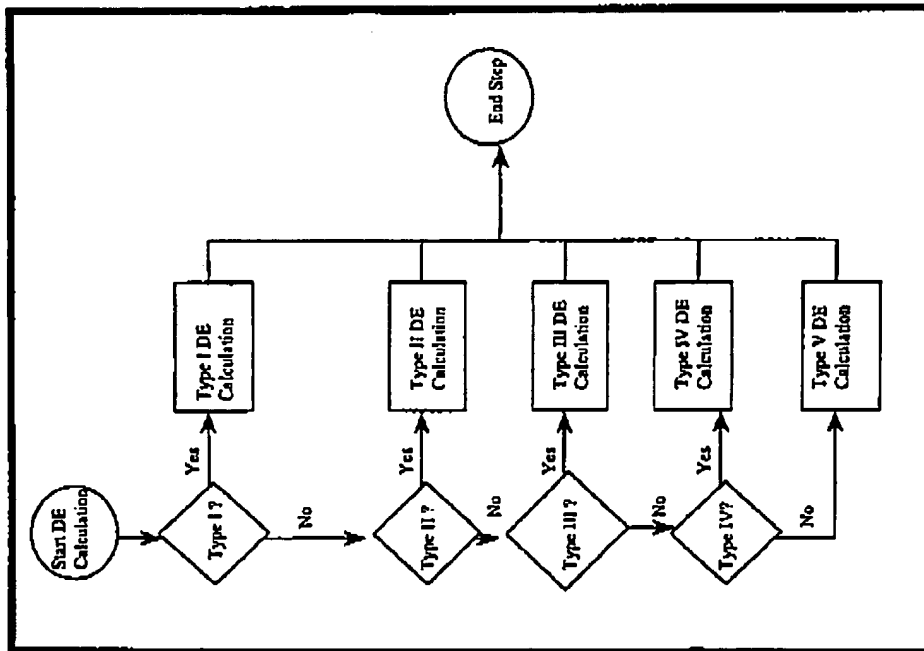 Start DE
Calculation
Type I ?
Yes
No
Type I DE
Calculation
Type II ?
Yes
No
Type II DE
Calculation
Type III ?
Yes
No
Type III DE
Calculation
Type IV?
Yes
No
Type IV DE
Calculation
Type V DE
Calculation
End Step